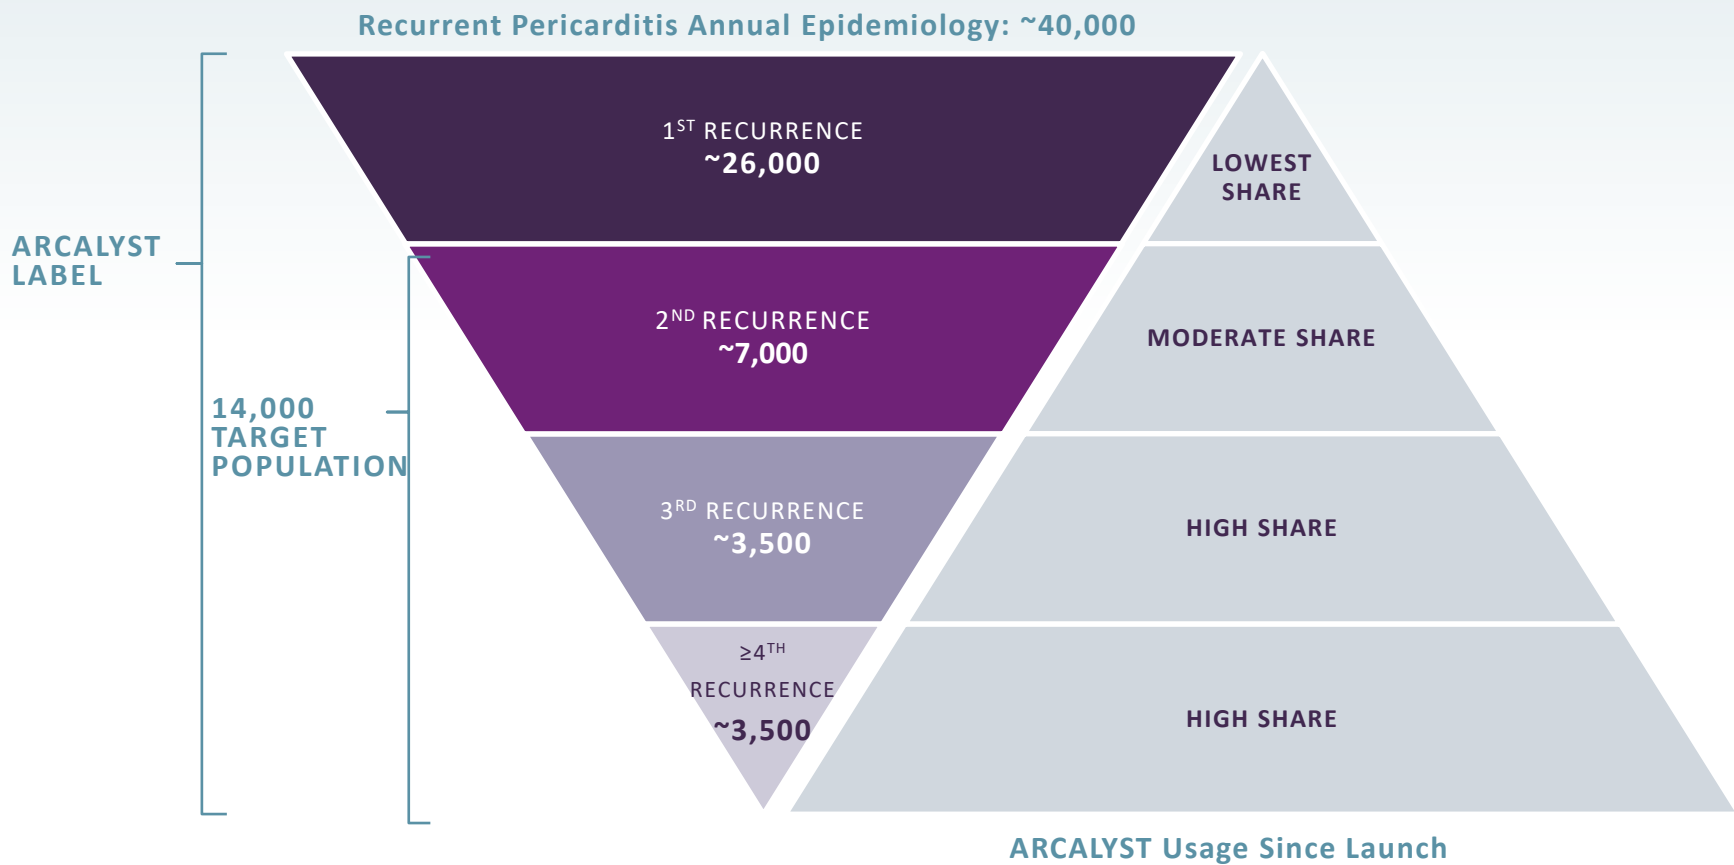 Recurrent Pericarditis Annual Epidemiology: ~40,000
1ST RECURRENCE
~26,000
LOWEST
SHARE
ARCALYST
LABEL
2ND RECURRENCE
~7,000
MODERATE SHARE
14,000
TARGET
POPULATION
3RD RECURRENCE
~3,500
HIGH SHARE
≥4TH
RECURRENCE
~3,500
HIGH SHARE
ARCALYST Usage Since Launch